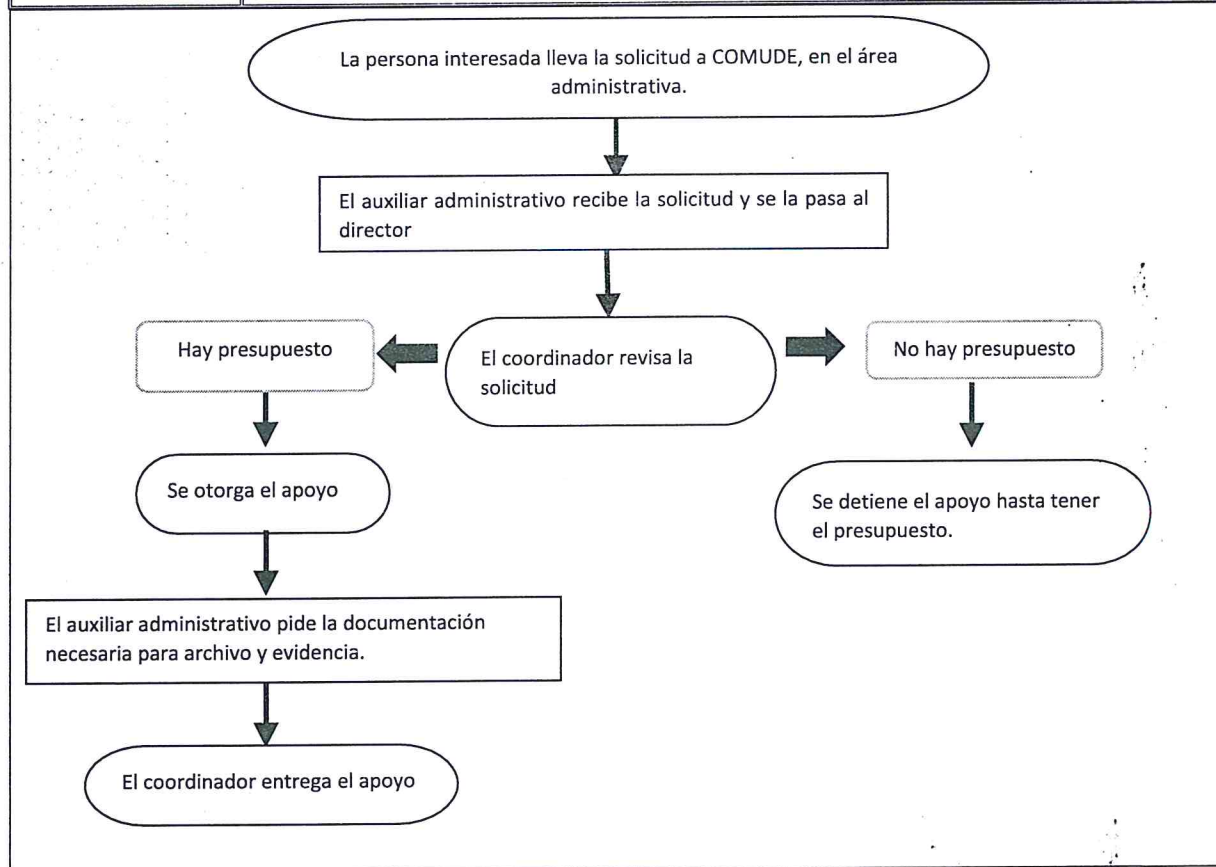 La persona interesada lleva la solicitud a COMUDE, en el área
administrativa.
El auxiliar administrativo recibe la solicitud y se la pasa al
director
Hay presupuesto
El coordinador revisa la
solicitud
No hay presupuesto
Se otorga el apoyo
Se detiene el apoyo hasta tener
el presupuesto.
El auxiliar administrativo pide la documentación
necesaria para archivo y evidencia.
El coordinador entrega el apoyo